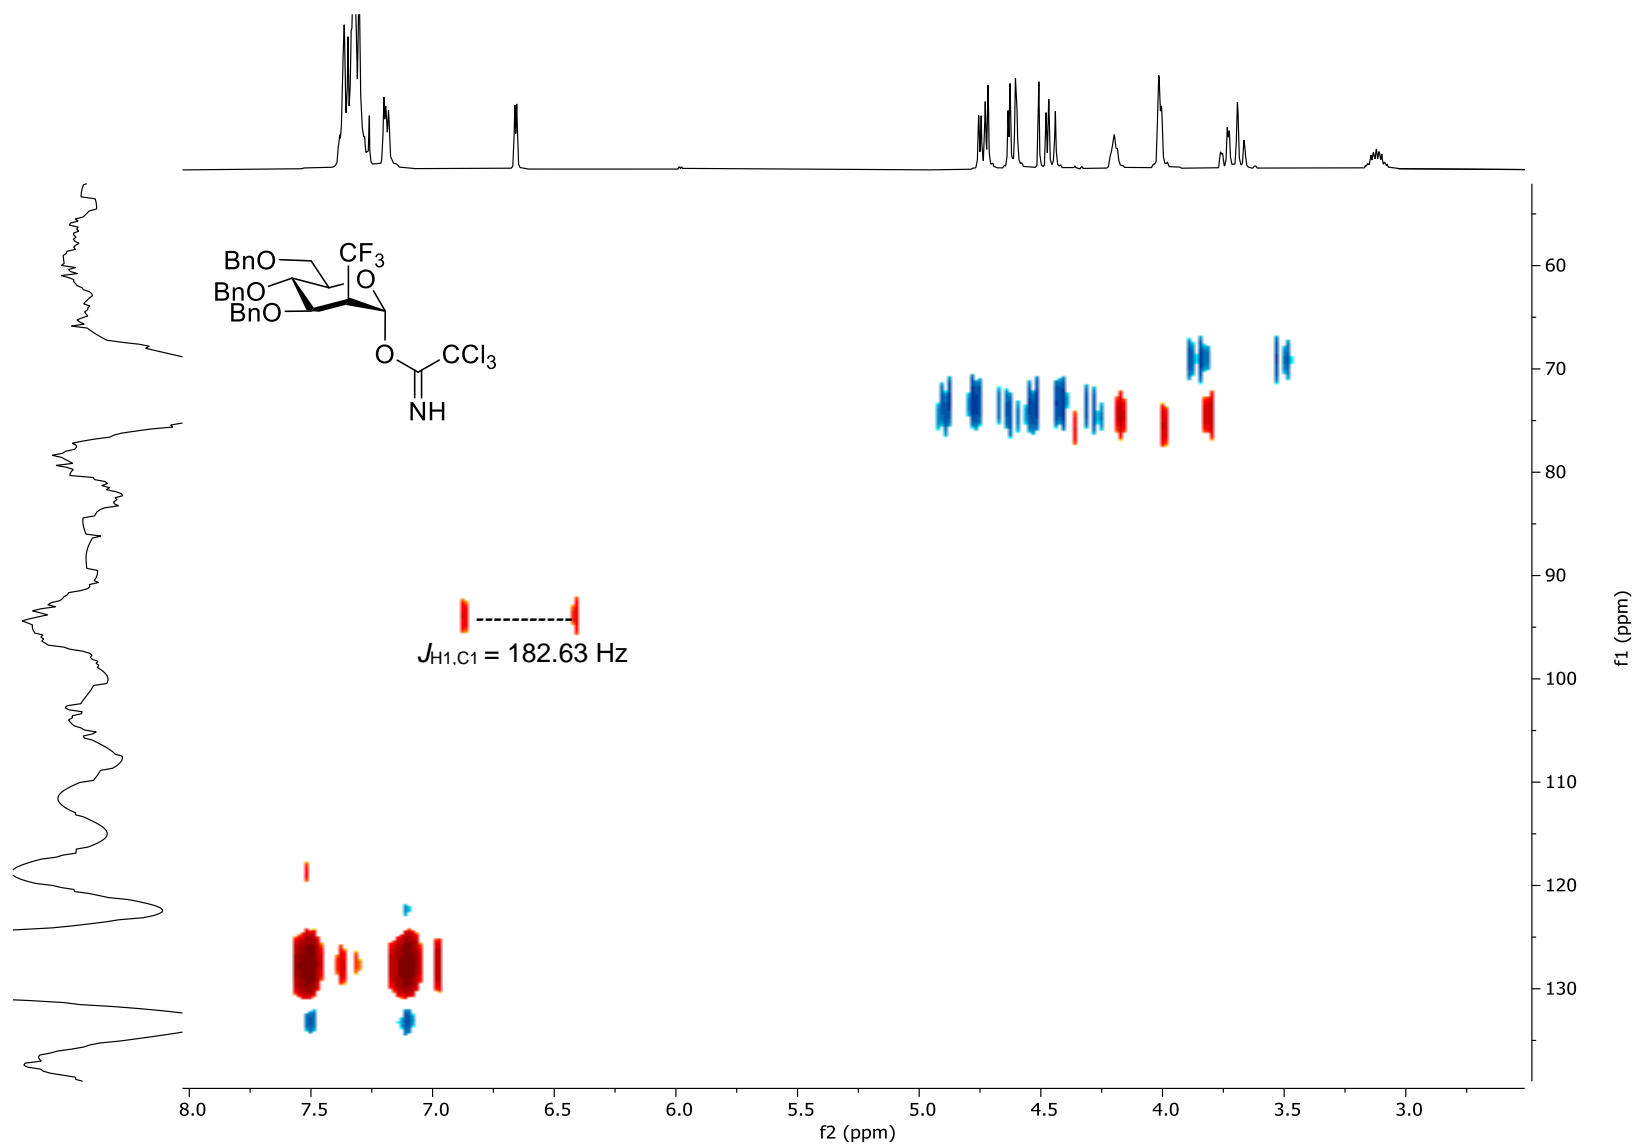 BnO
CF3
BnO
O
BnO
O
CCl3
NH
JH1,C1 = 182.63 Hz
60
70
80
90
100
110
120
130
f1 (ppm)
8.0 7.5 7.0 6.5 6.0 5.5 5.0 4.5 4.0 3.5 3.0
f2 (ppm)